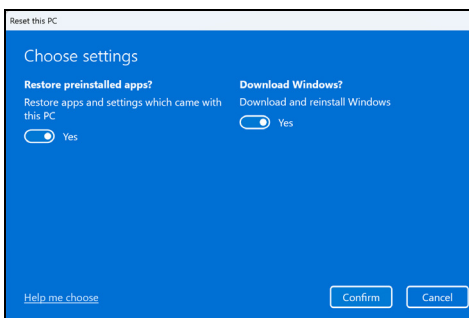 Reset this PC
Choose settings
Restore preinstalled apps?
Restore apps and settings which came with
this PC
Yes
Download Windows?
Download and reinstall Windows
Yes
Help me choose
Confirm
Cancel